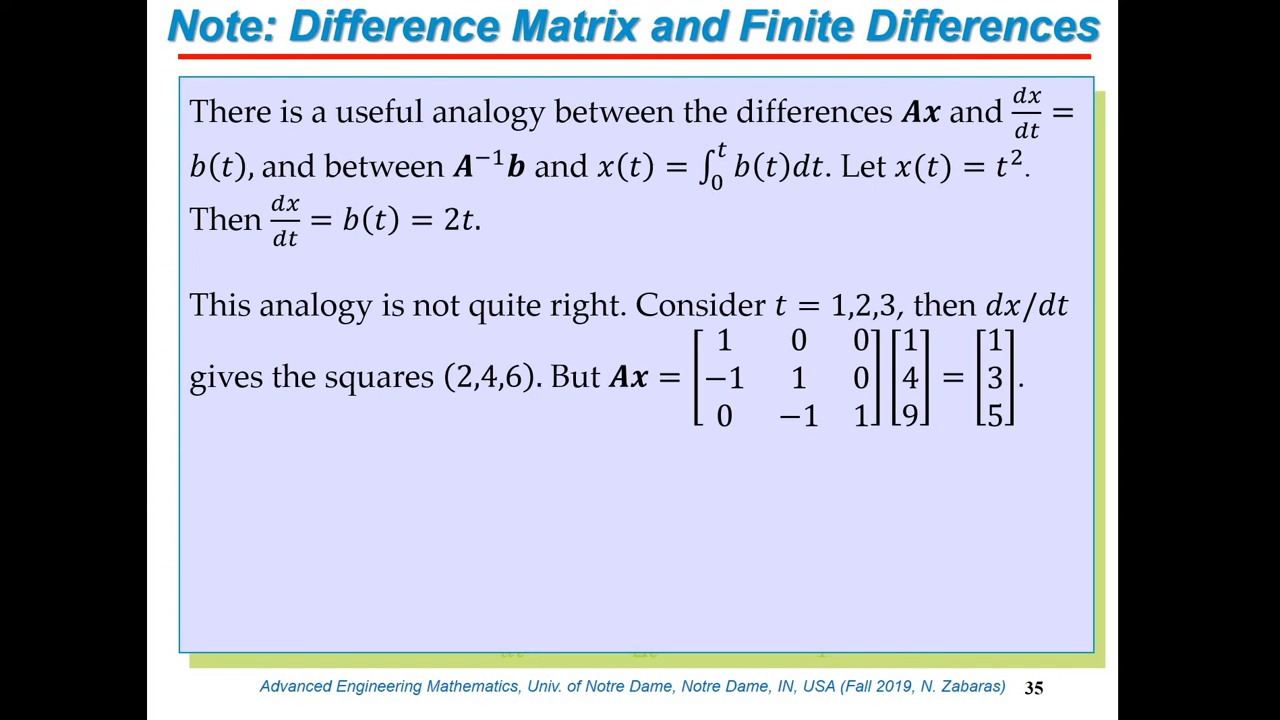 Note: Difference Matrix and Finite Differences
There is a useful analogy between the differences Ax and dx/dt =
b(t), and between A⁻¹b and x(t) = ∫₀ᵗ b(t)dt. Let x(t) = t².
Then dx/dt = b(t) = 2t.
This analogy is not quite right. Consider t = 1,2,3, then dx/dt
gives the squares (2,4,6). But Ax = [1 0 0; −1 1 0; 0 −1 1] [1; 4; 9] = [1; 3; 5].
Advanced Engineering Mathematics, Univ. of Notre Dame, Notre Dame, IN, USA (Fall 2019, N. Zabaras) 35